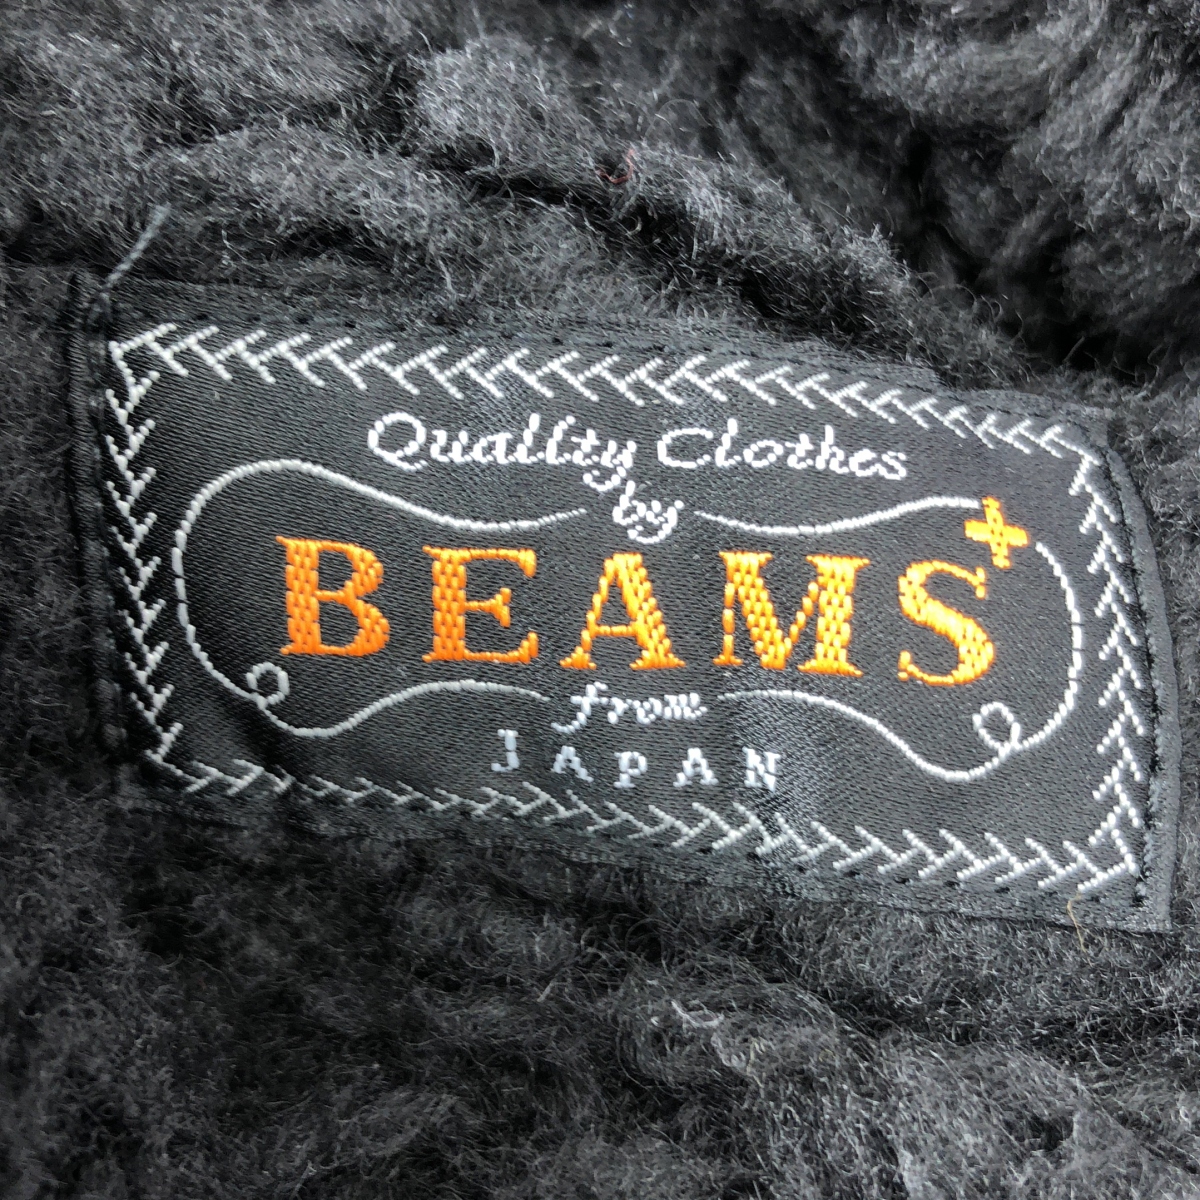 Quality Clothes
by
BEAMS+
from
JAPAN